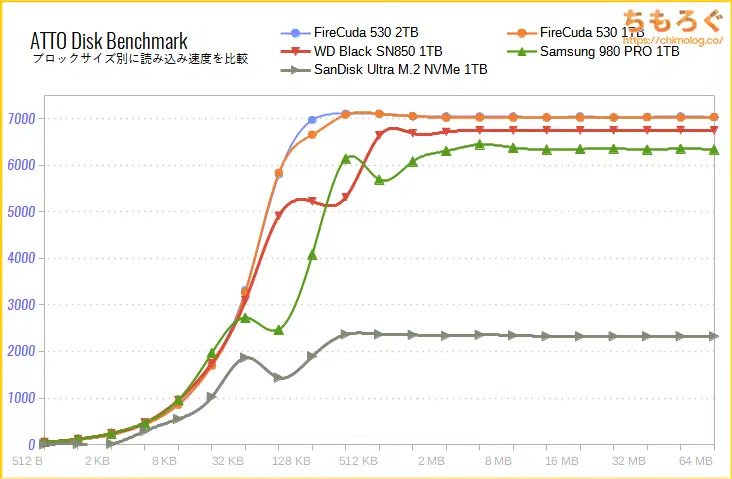 ATTO Disk Benchmark
ブロックサイズ別に読み込み速度を比較
FireCuda 530 2TB
FireCuda 530 1TB
WD Black SN850 1TB
Samsung 980 PRO 1TB
SanDisk Ultra M.2 NVMe 1TB
ちもろぐ
https://chimolog.co/
7000
6000
5000
4000
3000
2000
1000
0
512 B
2 KB
8 KB
32 KB
128 KB
512 KB
2 MB
8 MB
16 MB
32 MB
64 MB